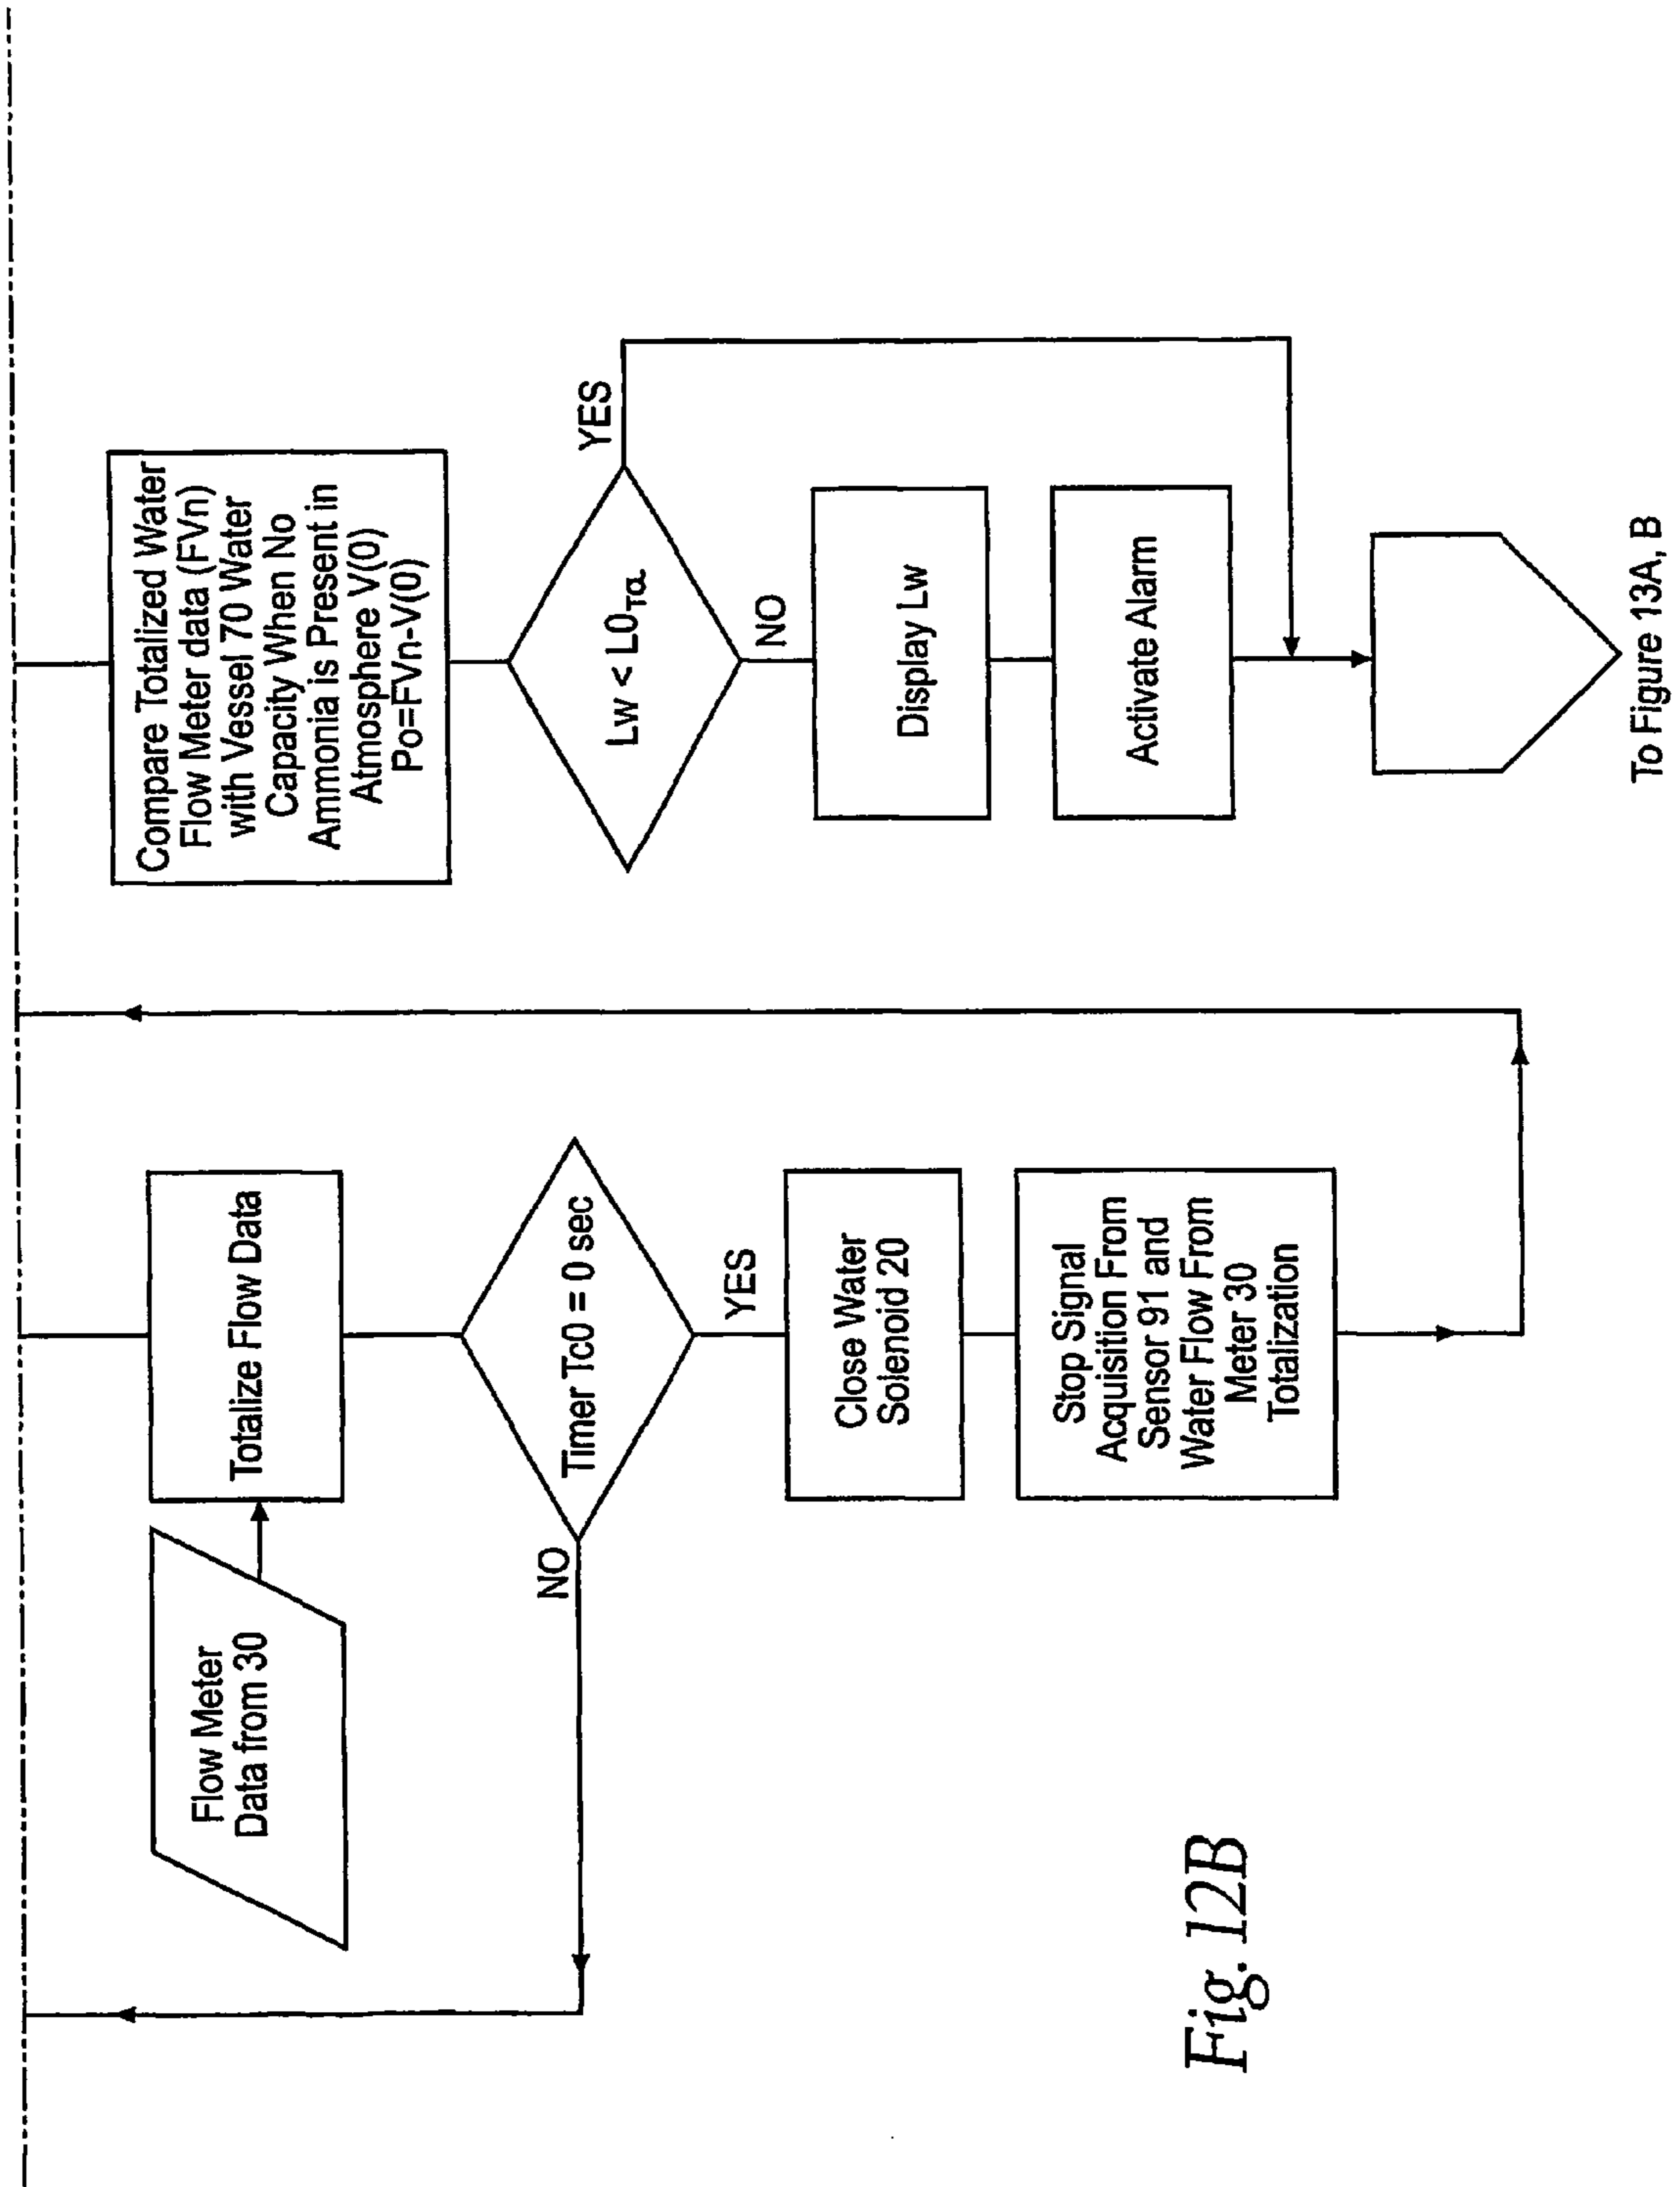 Flow Meter
Data from 30
Totalize Flow Data
Timer Tc0 = 0 sec
NO
YES
Close Water
Solenoid 20
Stop Signal
Acquisition From
Sensor 91 and
Water Flow From
Meter 30
Totalization
Compare Totalized Water
Flow Meter data (FVn)
with Vessel 70 Water
Capacity When No
Ammonia is Present in
Atmosphere V(0)
Po=FVn-V(0)
Lw < L0Tα
YES
NO
Display Lw
Activate Alarm
To Figure 13A, B
Fig. 12B